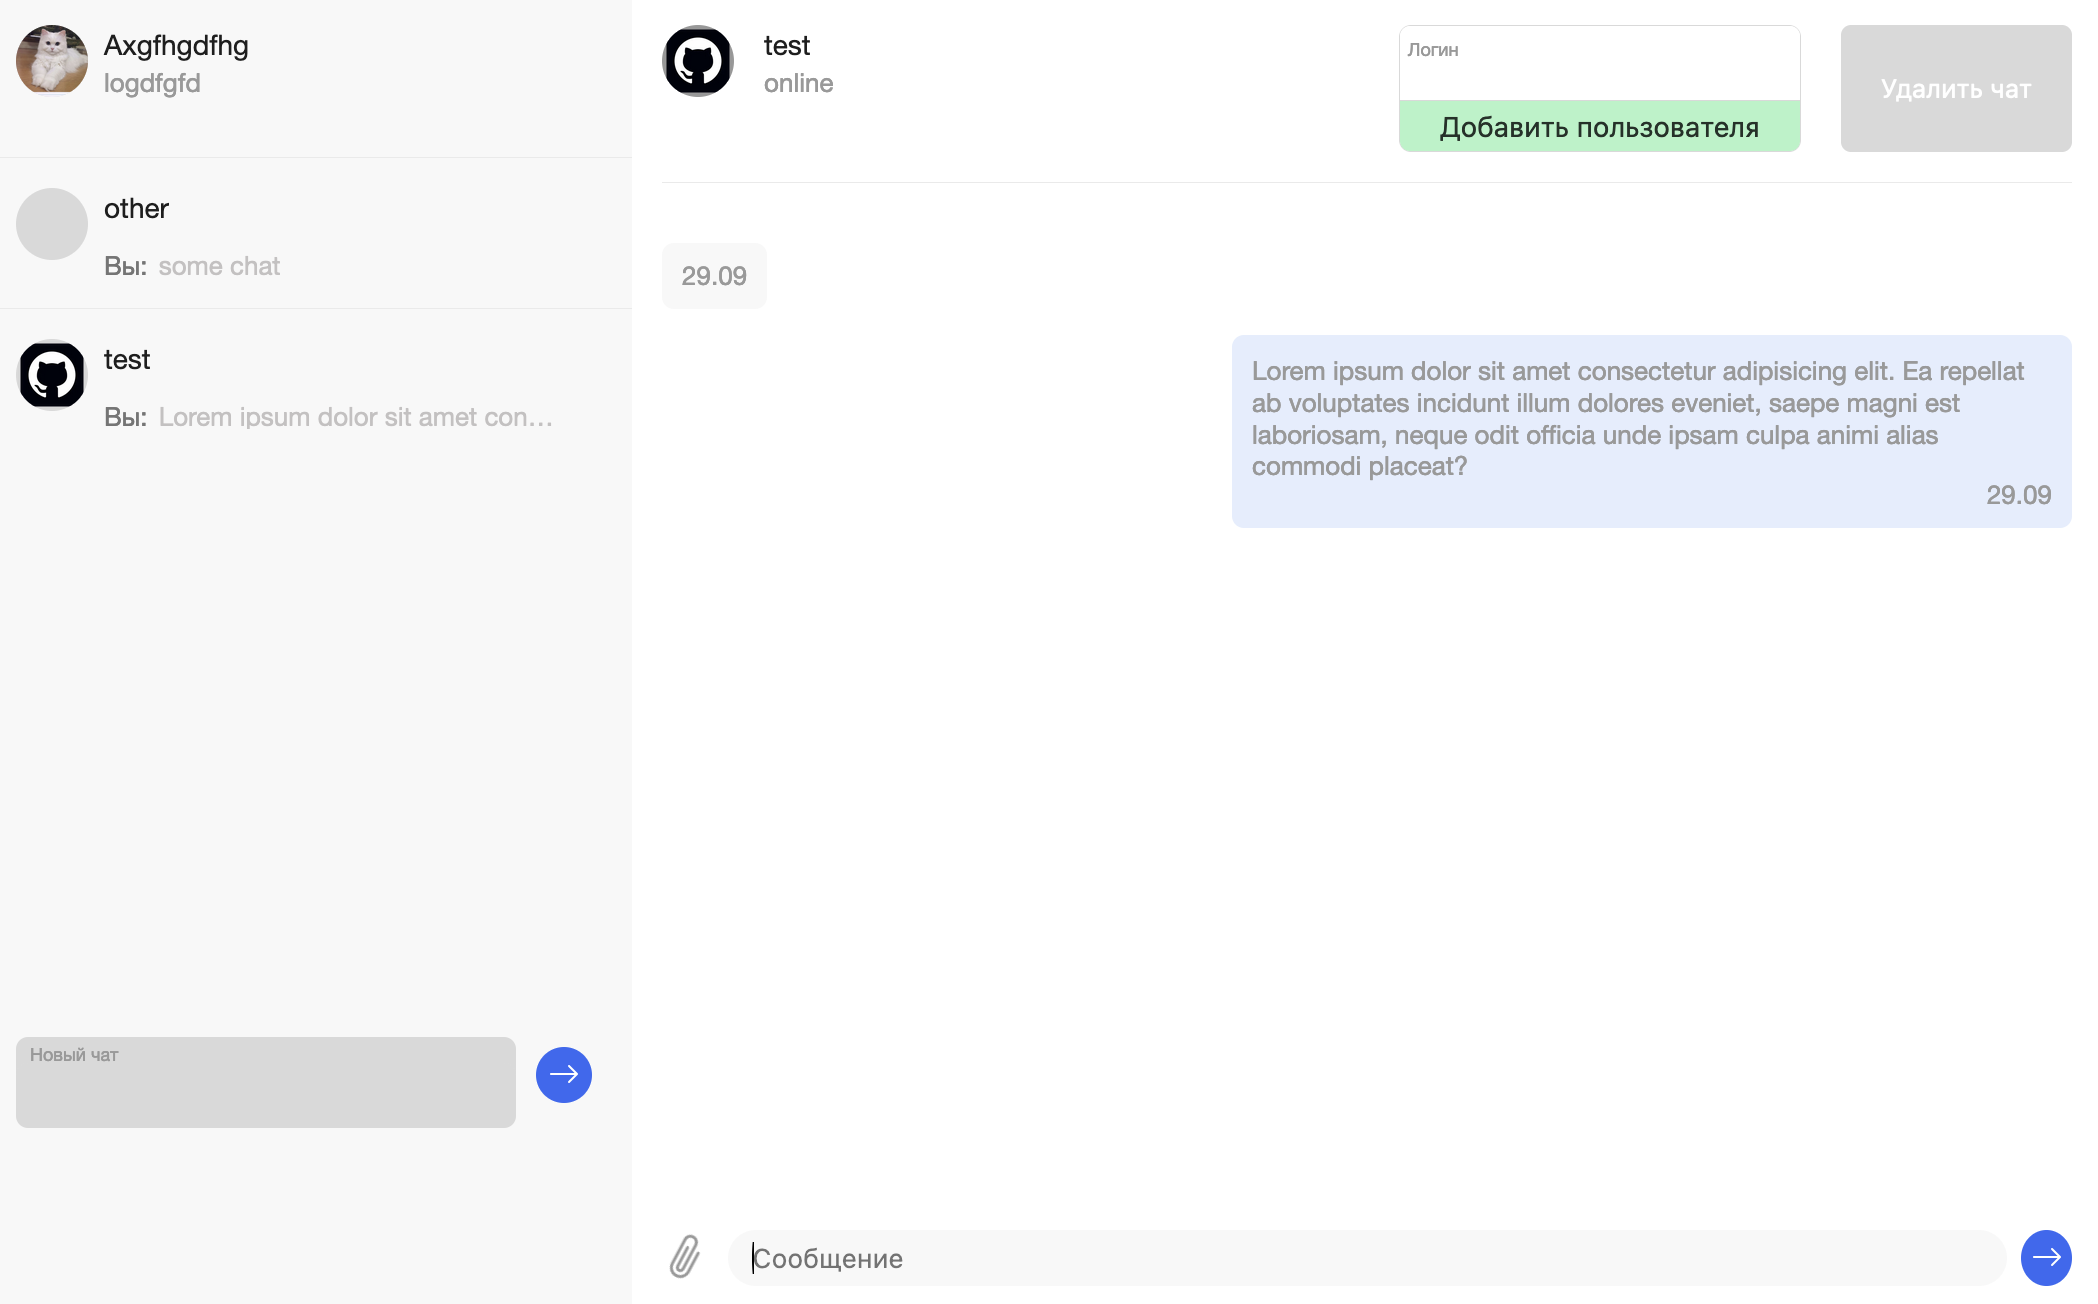 Axgfhgdfhg
logdfgfd
other
Вы: some chat
test
Вы: Lorem ipsum dolor sit amet con...
Новый чат
test
online
Логин
Добавить пользователя
Удалить чат
29.09
Lorem ipsum dolor sit amet consectetur adipisicing elit. Ea repellat
ab voluptates incidunt illum dolores eveniet, saepe magni est
laboriosam, neque odit officia unde ipsam culpa animi alias
commodi placeat?
29.09
Сообщение